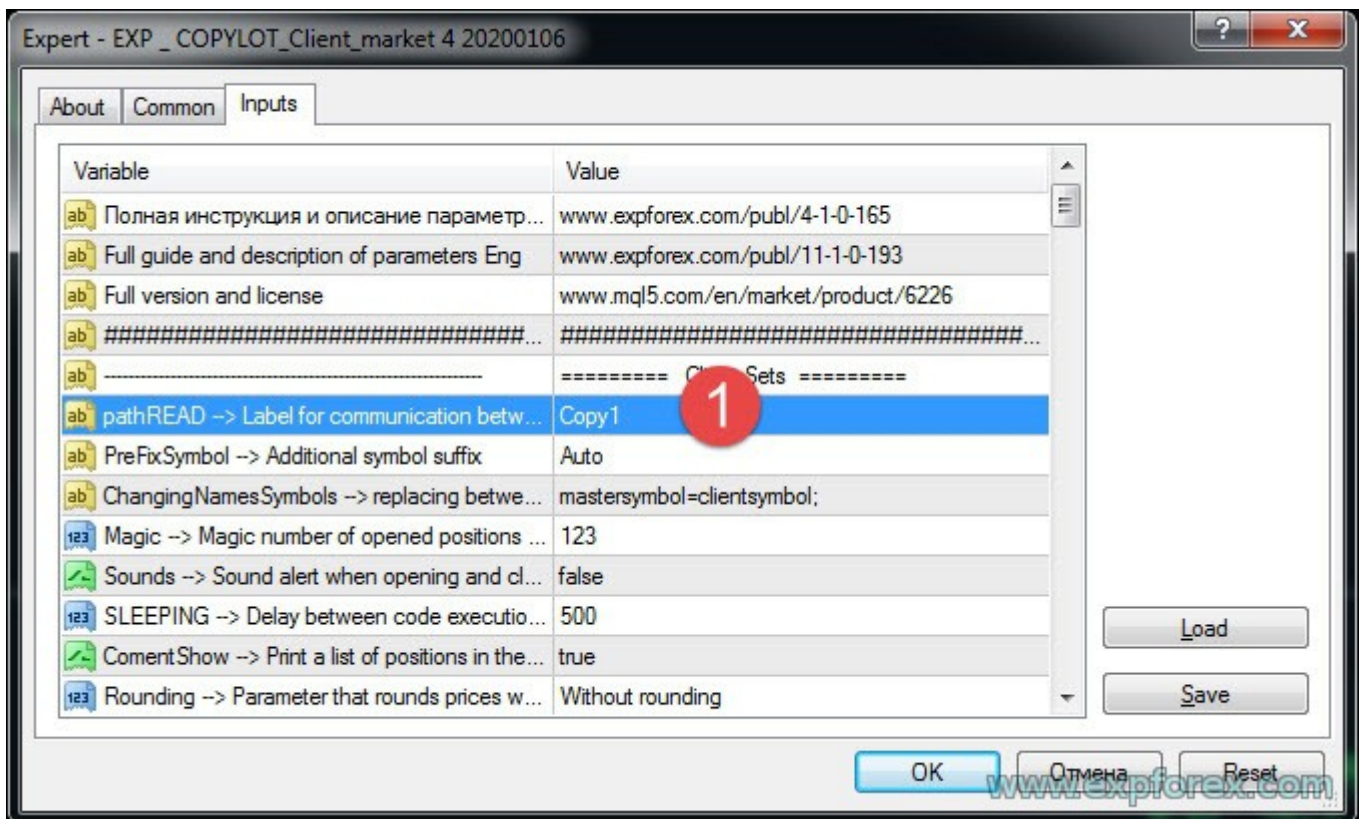 Expert - EXP _ COPYLOT_Client_market 4 20200106
About Common Inputs
Variable Value
Полная инструкция и описание параметр... www.expforex.com/publ/4-1-0-165
Full guide and description of parameters Eng www.expforex.com/publ/11-1-0-193
Full version and license www.mql5.com/en/market/product/6226
############################## ... ################################# ...
------------------------------------------------------------ ========= Sets =========
pathREAD --> Label for communication betw... Copy1
1
PreFixSymbol --> Additional symbol suffix Auto
ChangingNamesSymbols --> replacing betwe... mastersymbol=clientsymbol;
Magic --> Magic number of opened positions ... 123
Sounds --> Sound alert when opening and cl... false
SLEEPING --> Delay between code executio... 500
ComentShow --> Print a list of positions in the... true
Rounding --> Parameter that rounds prices w... Without rounding
Load
Save
OK Отмена Reset
www.expforex.com